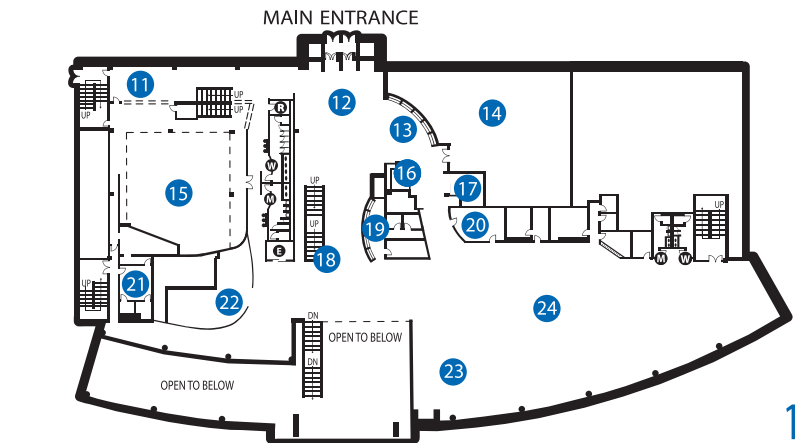 MAIN ENTRANCE
11
UP
UP
UP
12
R
13
14
15
W
M
16
17
UP
UP
18
E
19
20
UP
M
W
21
UP
22
DN
DN
OPEN TO BELOW
OPEN TO BELOW
23
24
1